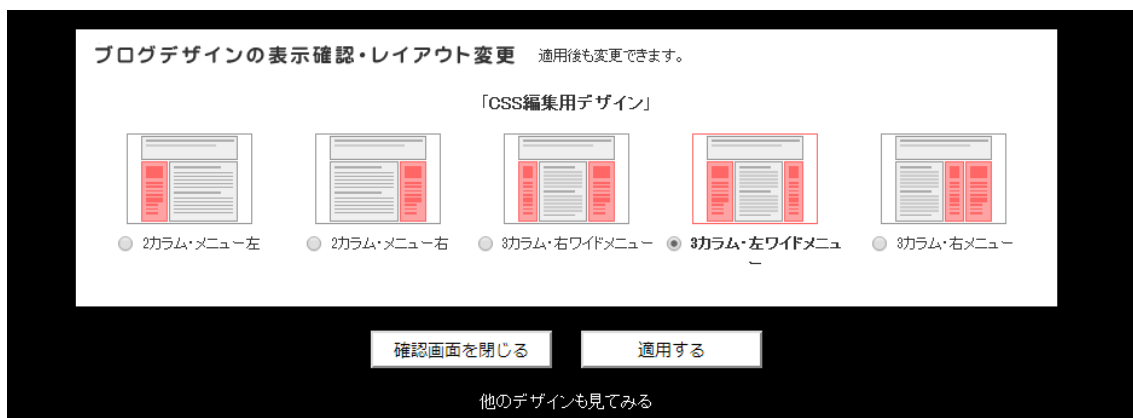 ブログデザインの表示確認・レイアウト変更 適用後も変更できます。
「CSS編集用デザイン」
2カラム・メニュー左
2カラム・メニュー右
3カラム・右ワイドメニュー
3カラム・左ワイドメニュ
ー
3カラム・右メニュー
確認画面を閉じる
適用する
他のデザインも見てみる